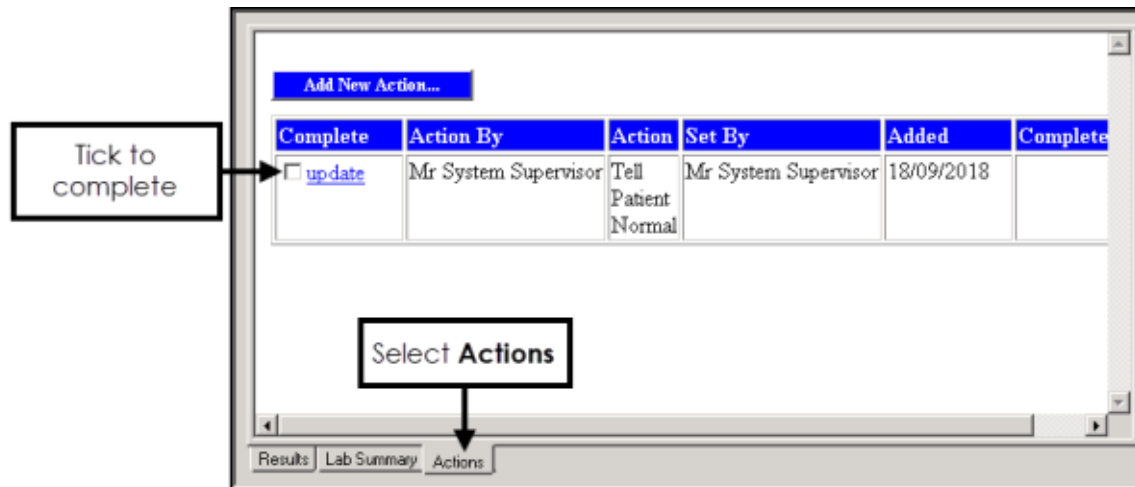 Add New Action...
Complete Action By Action Set By Added Complete
Tick to
complete
update Mr System Supervisor Tell Mr System Supervisor 18/09/2018
Patient
Normal
Select Actions
Results Lab Summary Actions